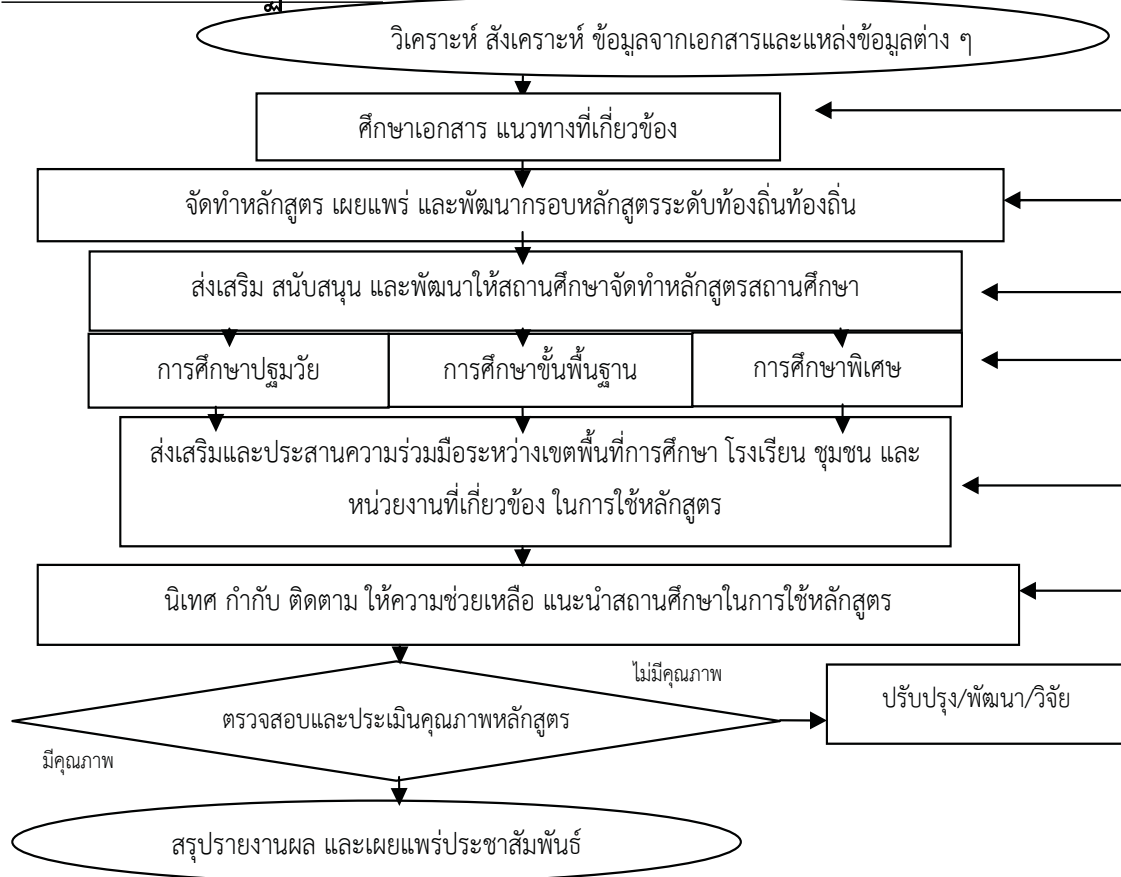 วิเคราะห์ สังเคราะห์ ข้อมูลจากเอกสารและแหล่งข้อมูลต่าง ๆ
ศึกษาเอกสาร แนวทางที่เกี่ยวข้อง
จัดทำหลักสูตร เผยแพร่ และพัฒนากรอบหลักสูตรระดับท้องถิ่นท้องถิ่น
ส่งเสริม สนับสนุน และพัฒนาให้สถานศึกษาจัดทำหลักสูตรสถานศึกษา
การศึกษาปฐมวัย
การศึกษาขั้นพื้นฐาน
การศึกษาพิเศษ
ส่งเสริมและประสานความร่วมมือระหว่างเขตพื้นที่การศึกษา โรงเรียน ชุมชน และ
หน่วยงานที่เกี่ยวข้อง ในการใช้หลักสูตร
นิเทศ กำกับ ติดตาม ให้ความช่วยเหลือ แนะนำสถานศึกษาในการใช้หลักสูตร
ไม่มีคุณภาพ
ปรับปรุง/พัฒนา/วิจัย
ตรวจสอบและประเมินคุณภาพหลักสูตร
มีคุณภาพ
สรุปรายงานผล และเผยแพร่ประชาสัมพันธ์